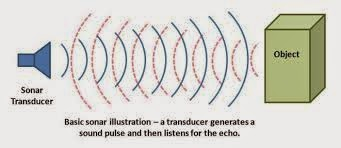 Object
Sonar
Transducer
Basic sonar illustration – a transducer generates a
sound pulse and then listens for the echo.